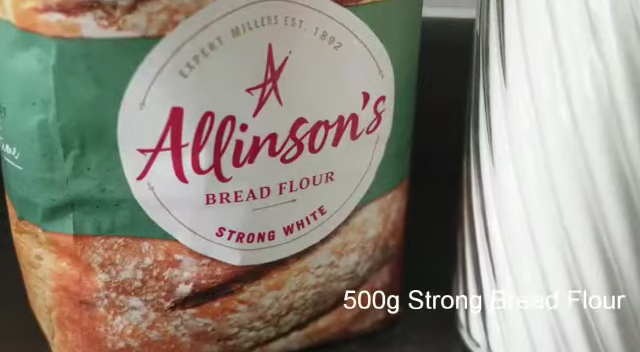 EXPERT MILLERS EST. 1892
Allinson's
BREAD FLOUR
STRONG WHITE
500g Strong Bread Flour